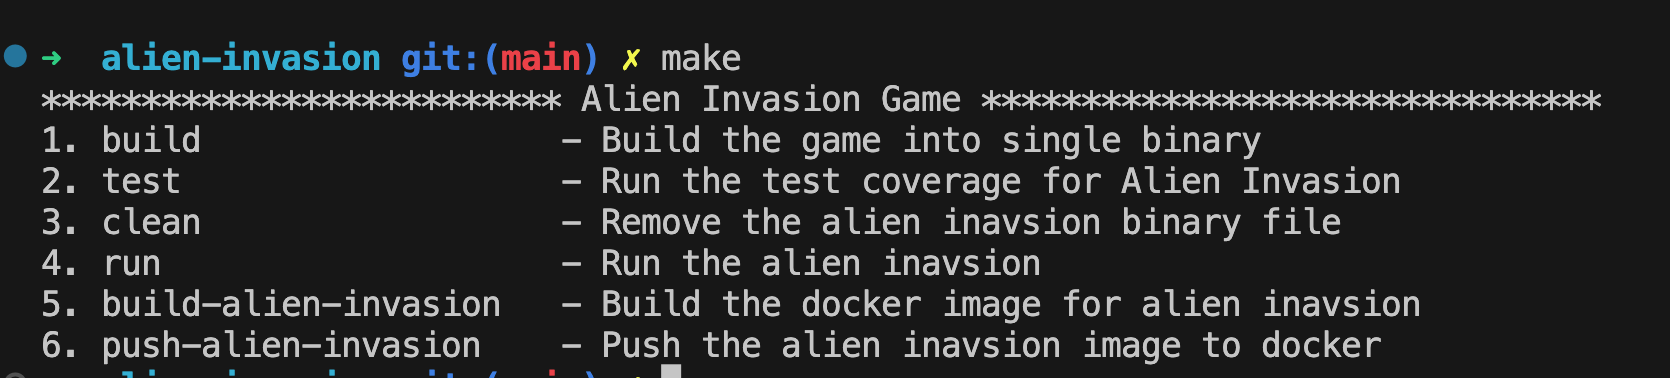 ➜ alien-invasion git:(main) ✗ make
************************** Alien Invasion Game *******************************
1. build                  - Build the game into single binary
2. test                   - Run the test coverage for Alien Invasion
3. clean                  - Remove the alien inavsion binary file
4. run                    - Run the alien inavsion
5. build-alien-invasion   - Build the docker image for alien inavsion
6. push-alien-invasion    - Push the alien inavsion image to docker